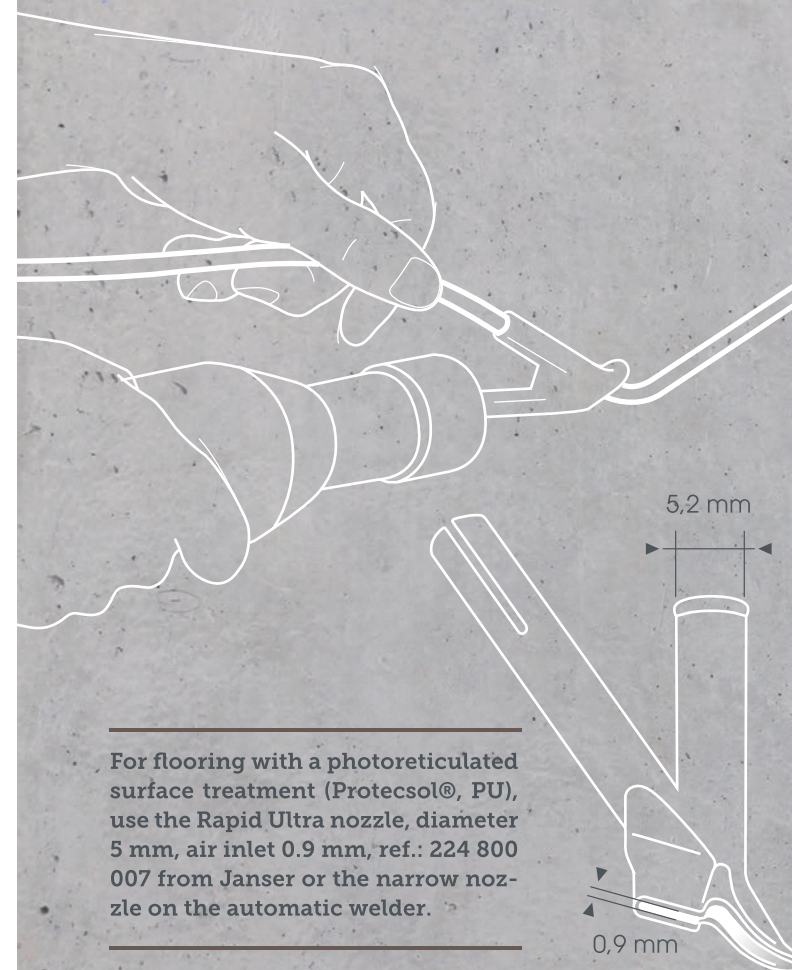 5,2 mm
For flooring with a photoreticulated
surface treatment (Protecsol®, PU),
use the Rapid Ultra nozzle, diameter
5 mm, air inlet 0.9 mm, ref.: 224 800
007 from Janser or the narrow noz-
zle on the automatic welder.
0,9 mm